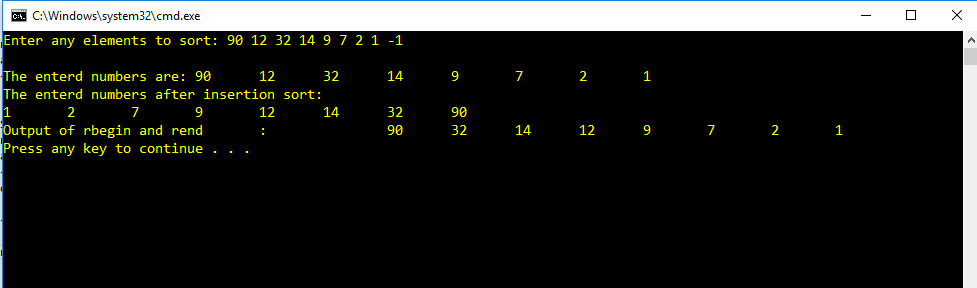 C:\Windows\system32\cmd.exe
Enter any elements to sort: 90 12 32 14 9 7 2 1 -1
The enterd numbers are: 90 12 32 14 9 7 2 1
The enterd numbers after insertion sort:
1 2 7 9 12 14 32 90
Output of rbegin and rend : 90 32 14 12 9 7 2 1
Press any key to continue . . .